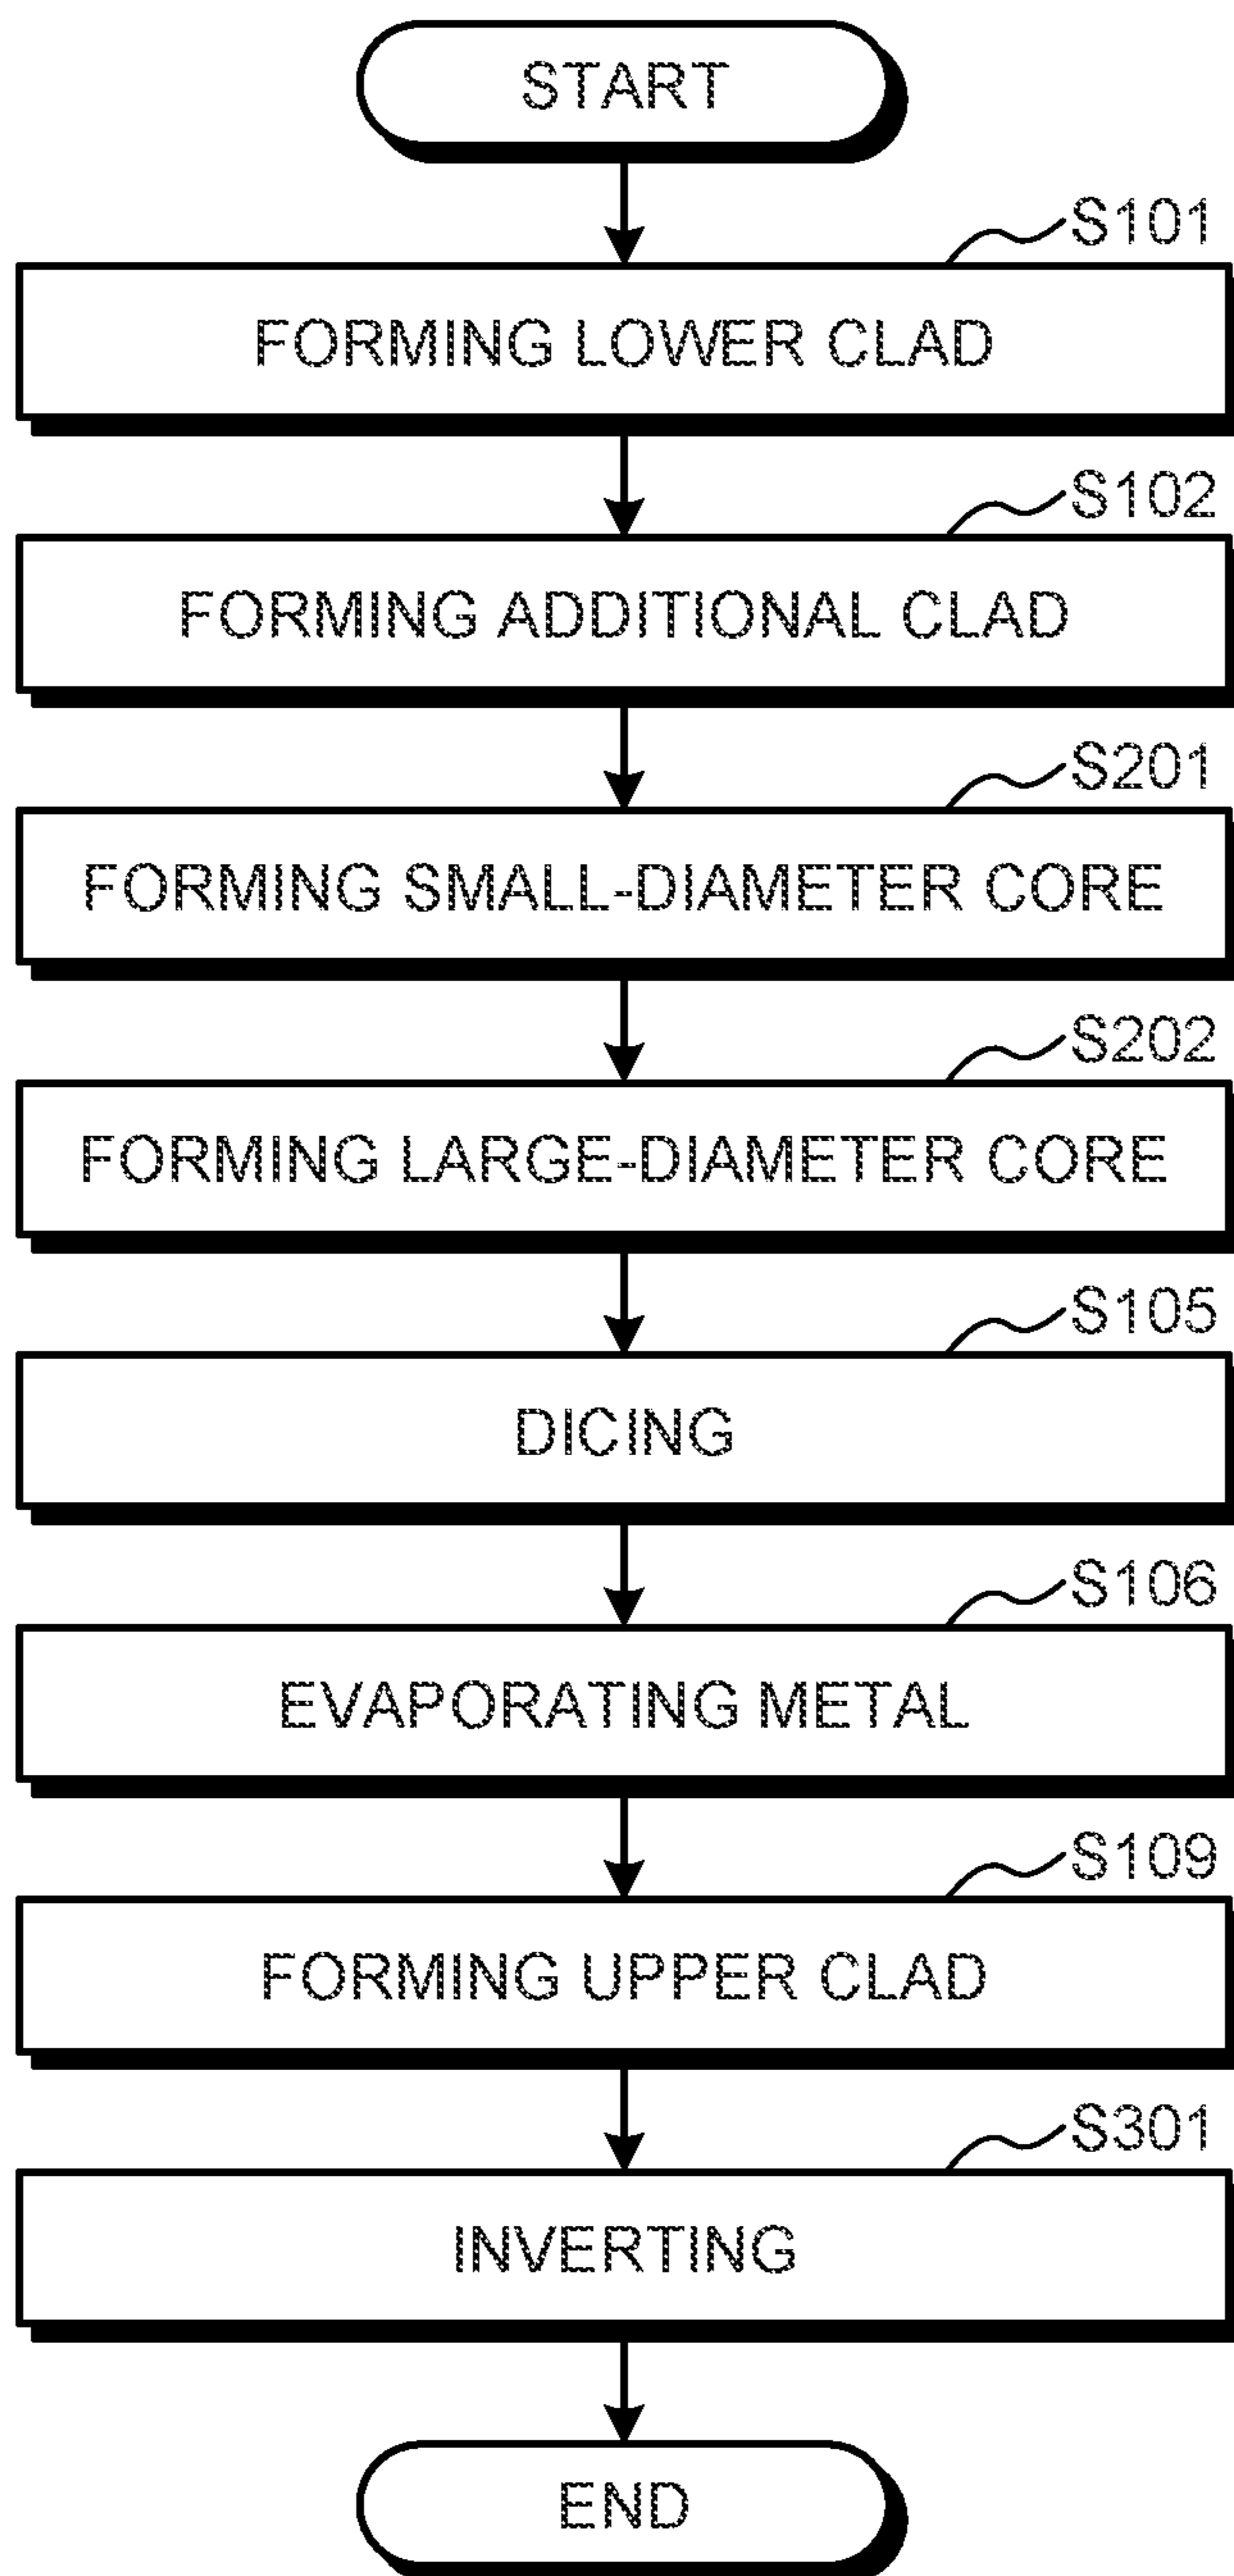 START
S101
FORMING LOWER CLAD
S102
FORMING ADDITIONAL CLAD
S201
FORMING SMALL-DIAMETER CORE
S202
FORMING LARGE-DIAMETER CORE
S105
DICING
S106
EVAPORATING METAL
S109
FORMING UPPER CLAD
S301
INVERTING
END